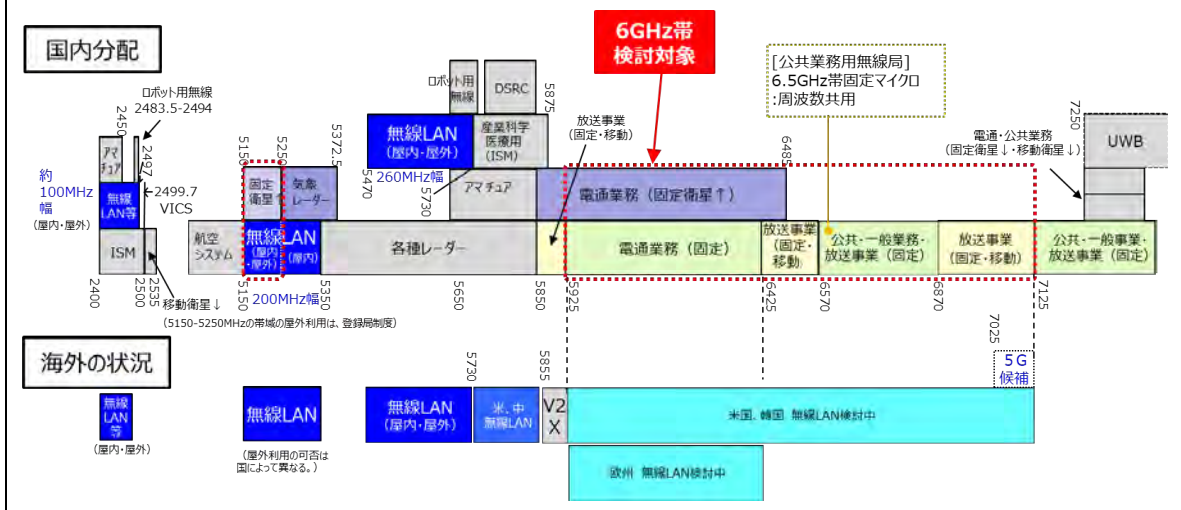 国内分配
6GHz帯
検討対象
[公共業務用無線局]
6.5GHz帯固定マイクロ
:周波数共用
ロボット用無線
2483.5-2494
2450
2497
アマ
チュア
約
100MHz
幅
(屋内・屋外)
無線
LAN等
2499.7
VICS
ISM
2400
2500
2535
移動衛星↓
5150
5250
5372.5
固定
衛星↑
気象
レーダー
航空
システム
無線LAN
(屋内
・屋外)
(屋内)
5150
200MHz幅
5350
(5150-5250MHzの帯域の屋外利用は、登録局制度)
ロボット用
無線
DSRC
5875
無線LAN
(屋内・屋外)
産業科学
医療用
(ISM)
5470
260MHz幅
5730
アマチュア
各種レーダー
5650
5850
放送事業
(固定・移動)
電通業務(固定衛星↑)
6485
電通業務(固定)
放送事業
(固定・
移動)
公共・一般業務・
放送事業(固定)
放送事業
(固定・移動)
公共・一般事業・
放送事業(固定)
5925
6425
6570
6870
7125
電通・公共業務
(固定衛星↓・移動衛星↓)
7250
UWB
海外の状況
無線
LAN
等
(屋内・屋外)
無線LAN
(屋外利用の可否は
国によって異なる。)
無線LAN
(屋内・屋外)
5730
米、中
無線LAN
5855
V2
X
7025
5G
候補
米国、韓国 無線LAN検討中
欧州 無線LAN検討中